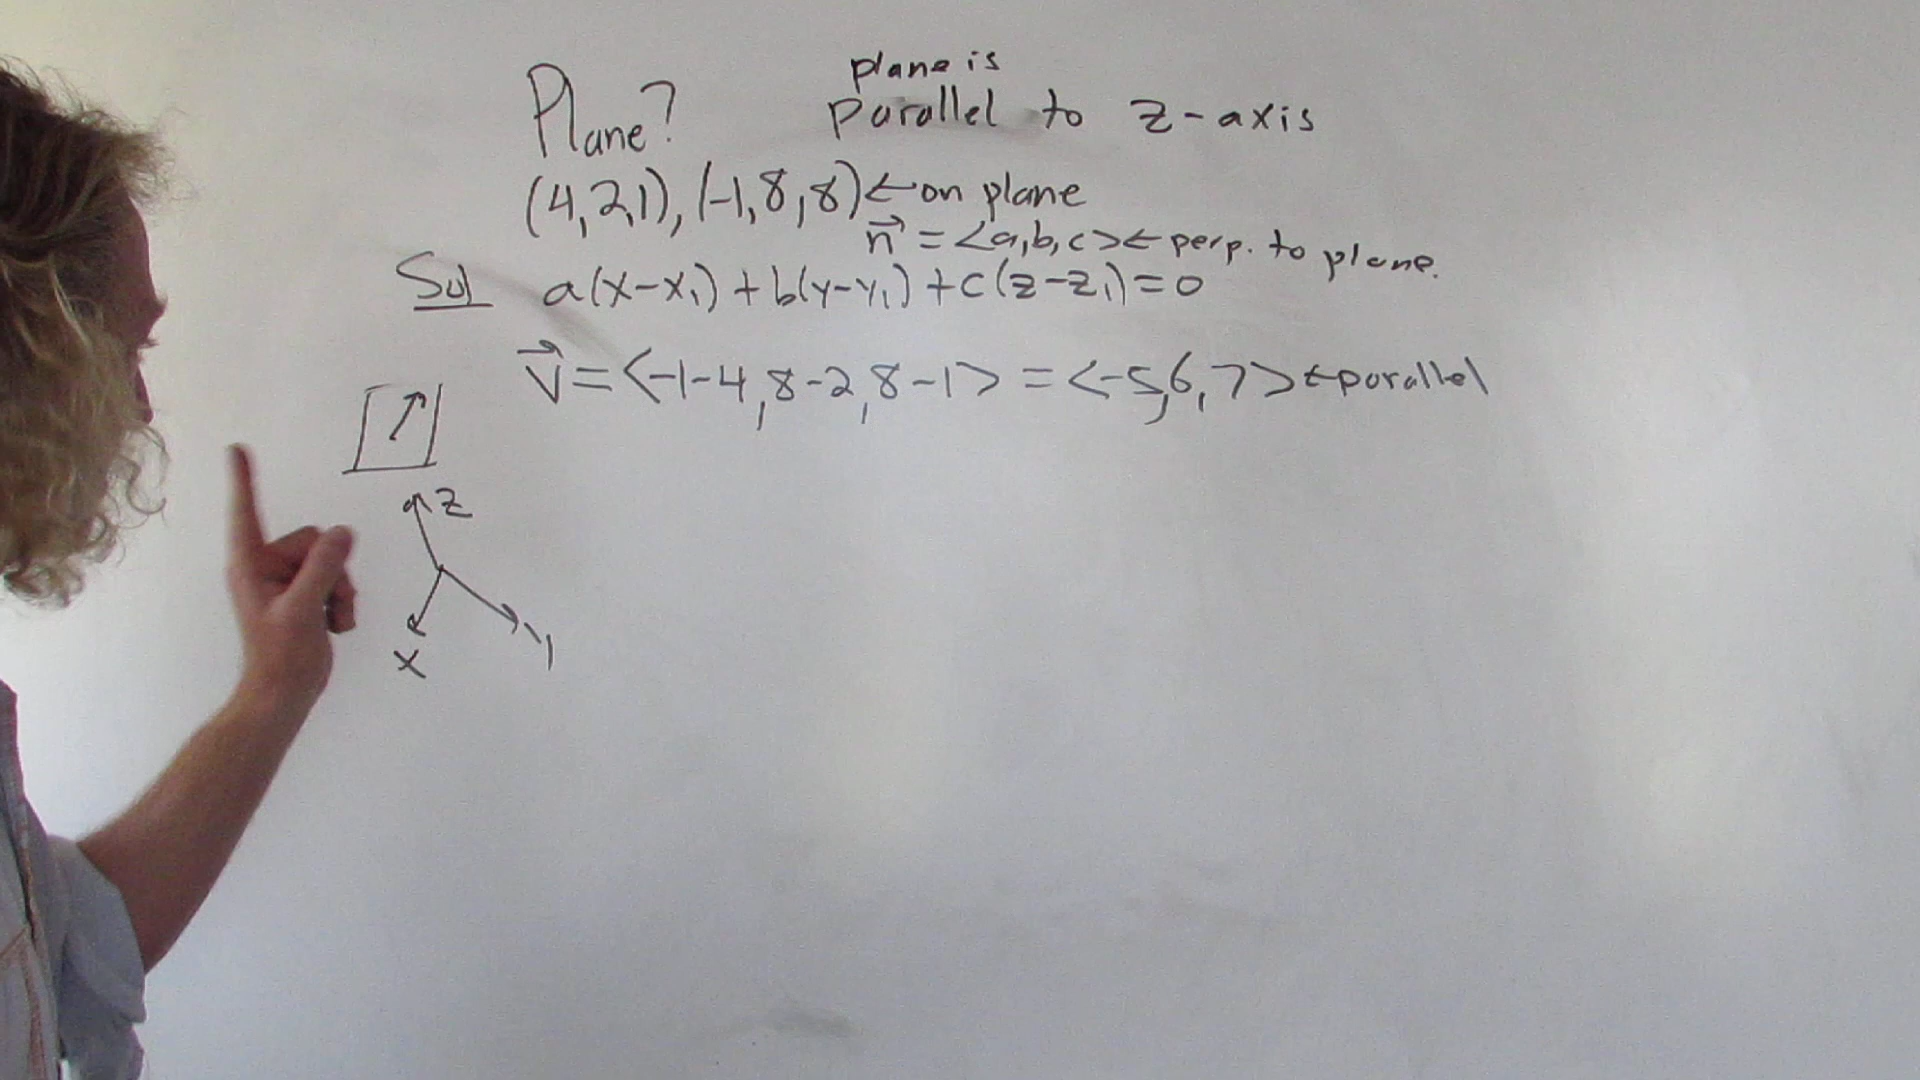 Plane?
plane is
parallel to z-axis
(4,2,1), (-1,8,8) ← on plane
n⃗ = <a,b,c> ← perp. to plane.
Sol a(x-x₁) + b(y-y₁) + c(z-z₁) = 0
v⃗ = <-1-4, 8-2, 8-1> = <-5,6,7> ← parallel
z
x
y